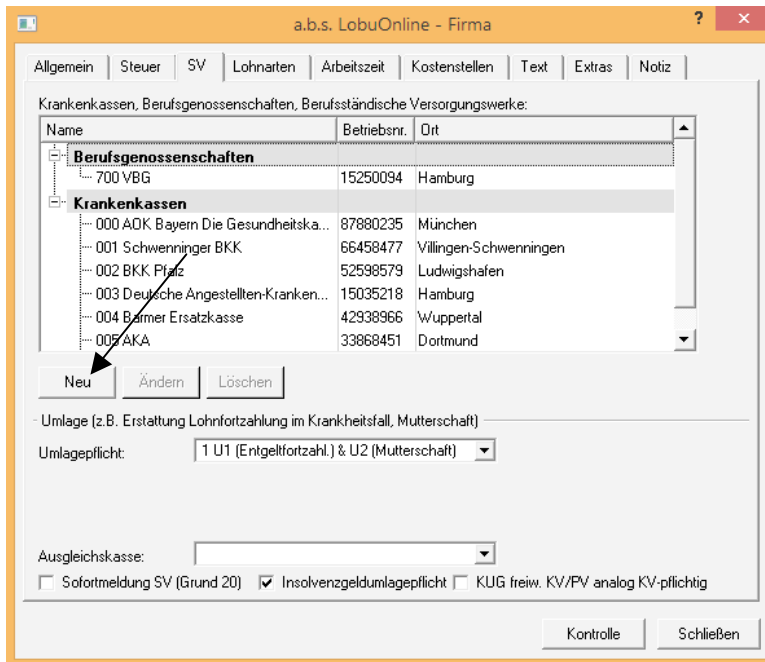 a.b.s. LobuOnline - Firma ? ×
Allgemein Steuer SV Lohnarten Arbeitszeit Kostenstellen Text Extras Notiz
Krankenkassen, Berufsgenossenschaften, Berufsständische Versorgungswerke:
Name Betriebsnr. Ort
Berufsgenossenschaften
700 VBG 15250094 Hamburg
Krankenkassen
000 AOK Bayern Die Gesundheitska... 87880235 München
001 Schwenninger BKK 66458477 Villingen-Schwenningen
002 BKK Pfalz 52598579 Ludwigshafen
003 Deutsche Angestellten-Kranken... 15035218 Hamburg
004 Barmer Ersatzkasse 42938966 Wuppertal
005 AKA 33868451 Dortmund
Neu Ändern Löschen
Umlage (z.B. Erstattung Lohnfortzahlung im Krankheitsfall, Mutterschaft)
Umlagepflicht: 1 U1 (Entgeltfortzahl.) & U2 (Mutterschaft)
Ausgleichskasse:
Sofortmeldung SV (Grund 20) Insolvenzgeldumlagepflicht KUG freiw. KV/PV analog KV-pflichtig
Kontrolle Schließen